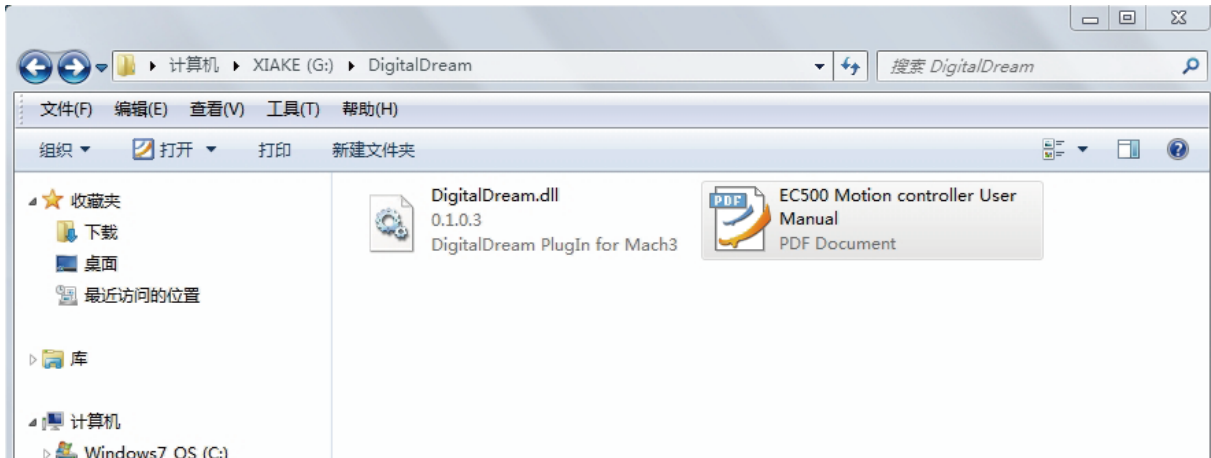 计算机 XIAKE (G:) DigitalDream
搜索 DigitalDream
文件(F) 编辑(E) 查看(V) 工具(T) 帮助(H)
组织 打开 打印 新建文件夹
收藏夹
下载
桌面
最近访问的位置
库
计算机
Windows7_OS (C:)
DigitalDream.dll
0.1.0.3
DigitalDream PlugIn for Mach3
PDF
EC500 Motion controller User
Manual
PDF Document